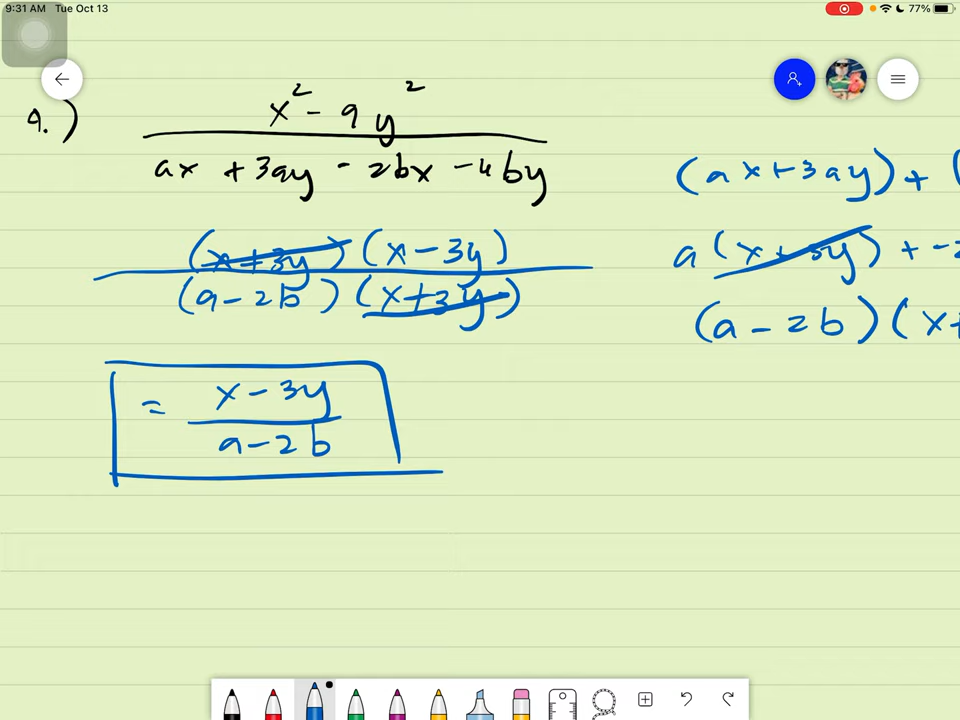 9:31 AM Tue Oct 13
77%
9.)
x² - 9y²
ax + 3ay - 2bx - 4by
(x+3y)(x-3y)
(a-2b)(x+3y)
= x-3y
a-2b
(ax+3ay)+(
a(x+3y)+-2
(a-2b)(x+